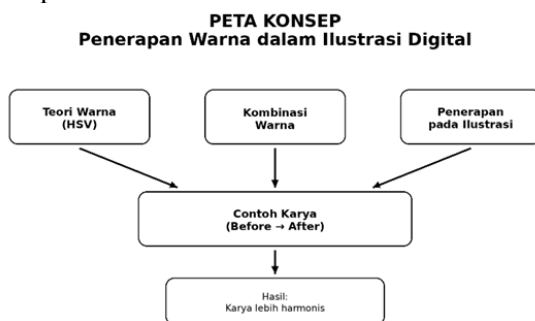 PETA KONSEP
Penerapan Warna dalam Ilustrasi Digital
Teori Warna
(HSV)
Kombinasi
Warna
Penerapan
pada Ilustrasi
Contoh Karya
(Before → After)
Hasil:
Karya lebih harmonis